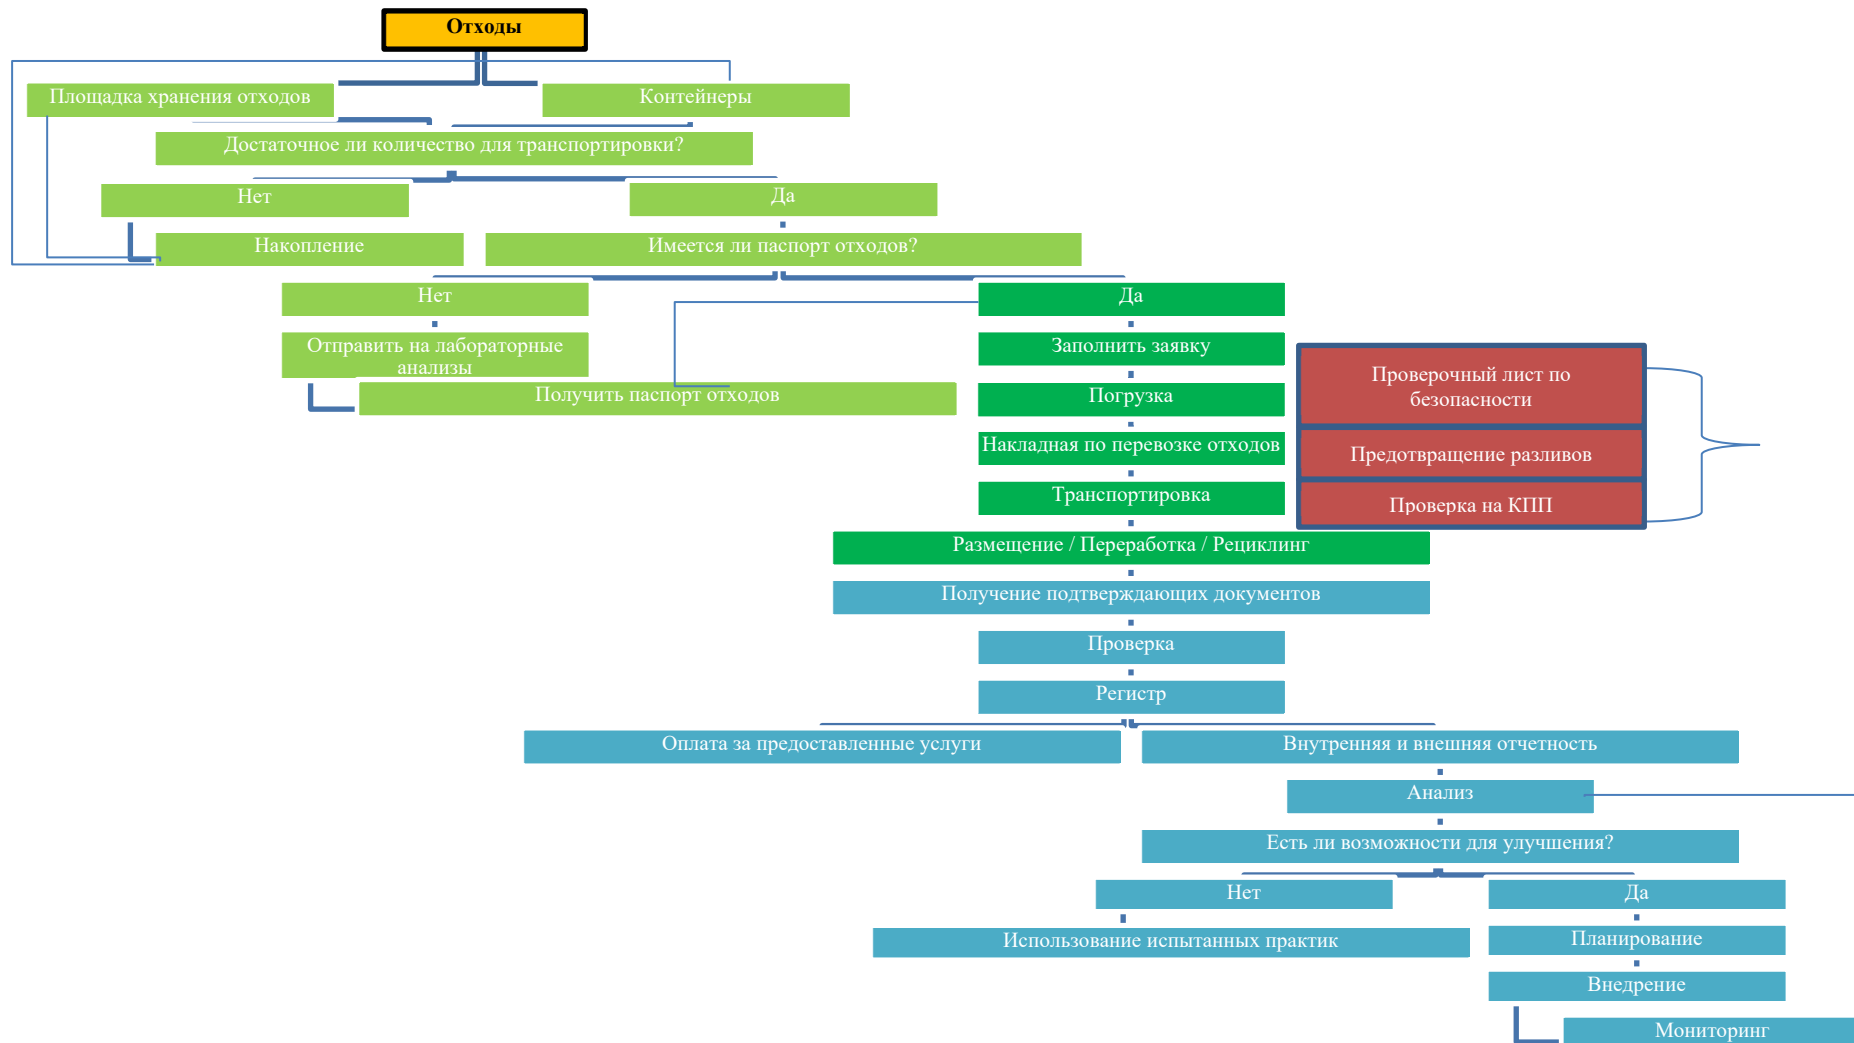 Отходы
Площадка хранения отходов
Контейнеры
Достаточное ли количество для транспортировки?
Нет
Да
Накопление
Имеется ли паспорт отходов?
Нет
Да
Отправить на лабораторные
анализы
Заполнить заявку
Получить паспорт отходов
Погрузка
Проверочный лист по
безопасности
Накладная по перевозке отходов
Предотвращение разливов
Транспортировка
Проверка на КПП
Размещение / Переработка / Рециклинг
Получение подтверждающих документов
Проверка
Регистр
Оплата за предоставленные услуги
Внутренняя и внешняя отчетность
Анализ
Есть ли возможности для улучшения?
Нет
Да
Использование испытанных практик
Планирование
Внедрение
Мониторинг